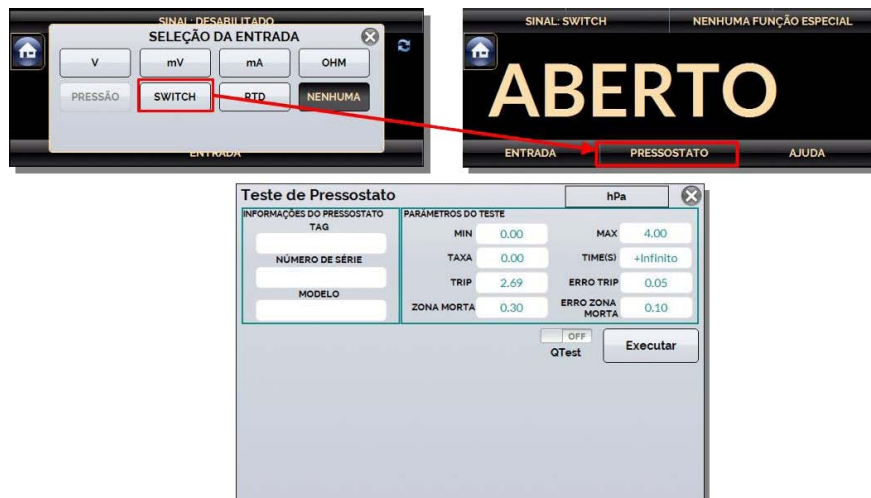 SINAL: DESABILITADO
SELEÇÃO DA ENTRADA
V mV mA OHM
PRESSÃO SWITCH RTD NENHUMA
ENTRADA
SINAL: SWITCH NENHUMA FUNÇÃO ESPECIAL
ABERTO
ENTRADA PRESSOSTATO AJUDA
Teste de Pressostato hPa
INFORMAÇÕES DO PRESSOSTATO
TAG
NÚMERO DE SÉRIE
MODELO
PARÂMETROS DO TESTE
MIN 0.00 MAX 4.00
TAXA 0.00 TIME(S) +Infinito
TRIP 2.69 ERRO TRIP 0.05
ZONA MORTA 0.30 ERRO ZONA MORTA 0.10
OFF
QTest
Executar